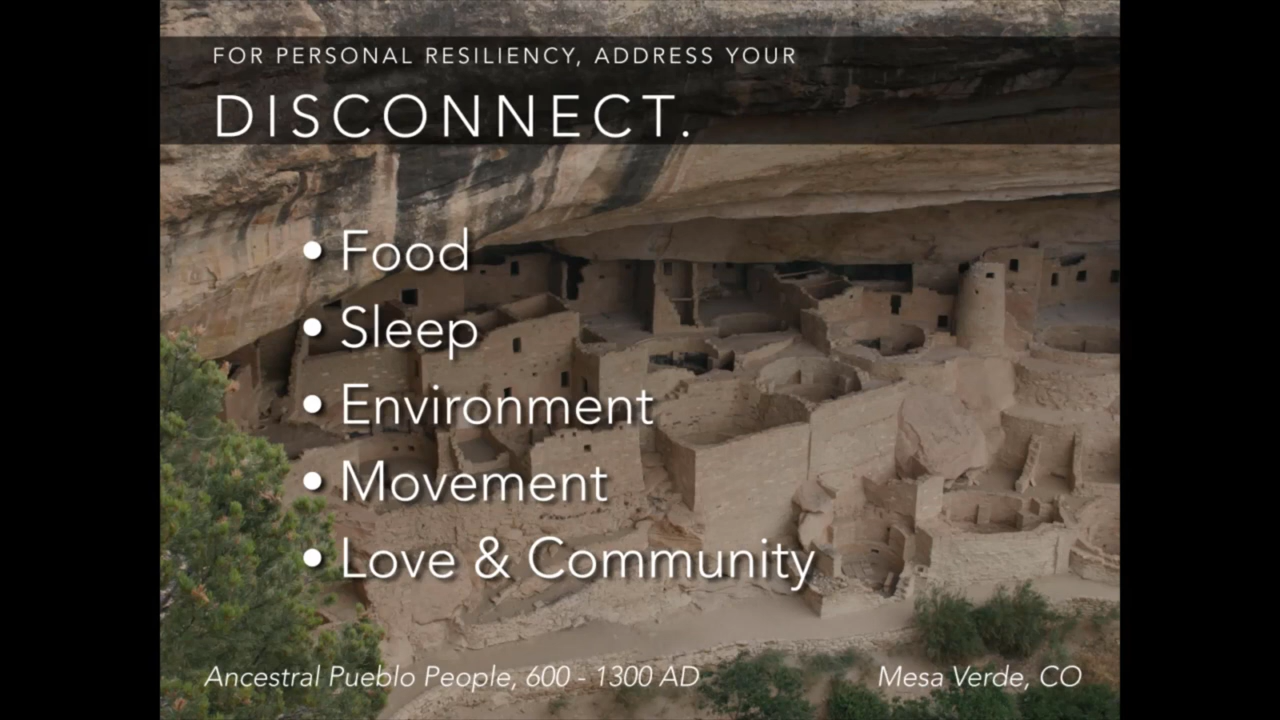 FOR PERSONAL RESILIENCY, ADDRESS YOUR
DISCONNECT.
• Food
• Sleep
• Environment
• Movement
• Love & Community
Ancestral Pueblo People, 600 - 1300 AD
Mesa Verde, CO